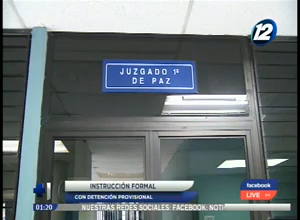 12
JUZGADO 1º
DE PAZ
INSTRUCCIÓN FORMAL
CON DETENCIÓN PROVISIONAL
facebook
LIVE
01:20
NUESTRAS REDES SOCIALES: FACEBOOK: NOTI